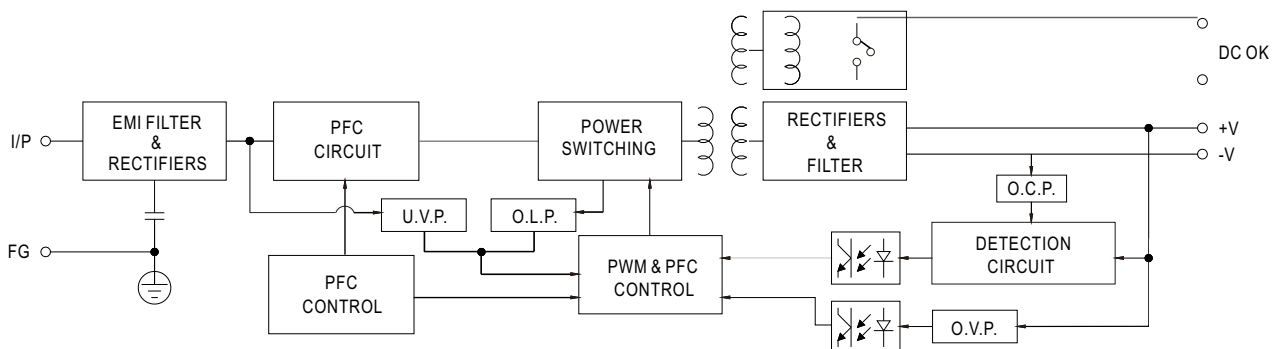 DC OK
I/P
EMI FILTER
&
RECTIFIERS
PFC
CIRCUIT
POWER
SWITCHING
RECTIFIERS
&
FILTER
+V
-V
O.C.P.
U.V.P.
O.L.P.
FG
PFC
CONTROL
PWM & PFC
CONTROL
DETECTION
CIRCUIT
O.V.P.